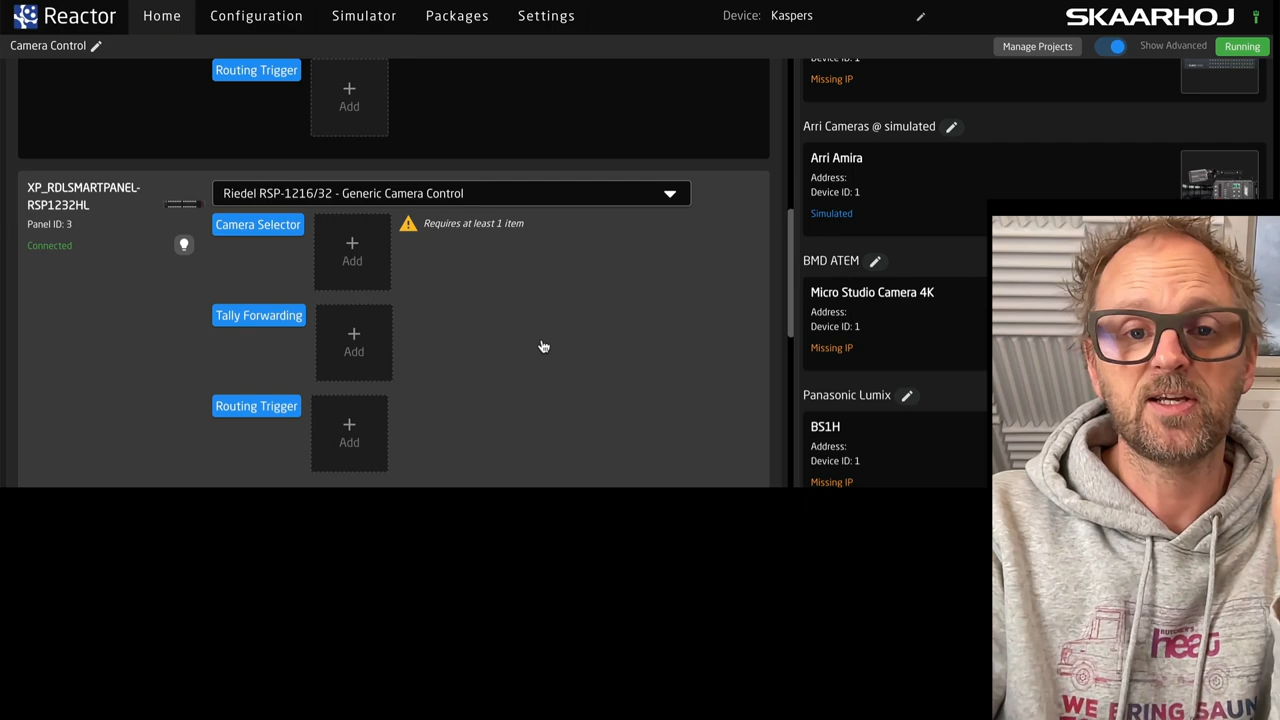 Reactor
Home
Configuration
Simulator
Packages
Settings
Device:
Kaspers
SKAARHOJ
Camera Control
Manage Projects
Show Advanced
Running
Routing Trigger
Add
XP_RDLSMARTPANEL-
RSP1232HL
Panel ID: 3
Connected
Riedel RSP-1216/32 - Generic Camera Control
Camera Selector
Add
Requires at least 1 item
Tally Forwarding
Add
Routing Trigger
Add
Device ID: 1
Missing IP
Arri Cameras @ simulated
Arri Amira
Address:
Device ID: 1
Simulated
BMD ATEM
Micro Studio Camera 4K
Address:
Device ID: 1
Missing IP
Panasonic Lumix
BS1H
Address:
Device ID: 1
Missing IP
heat
WE BRING SAUN